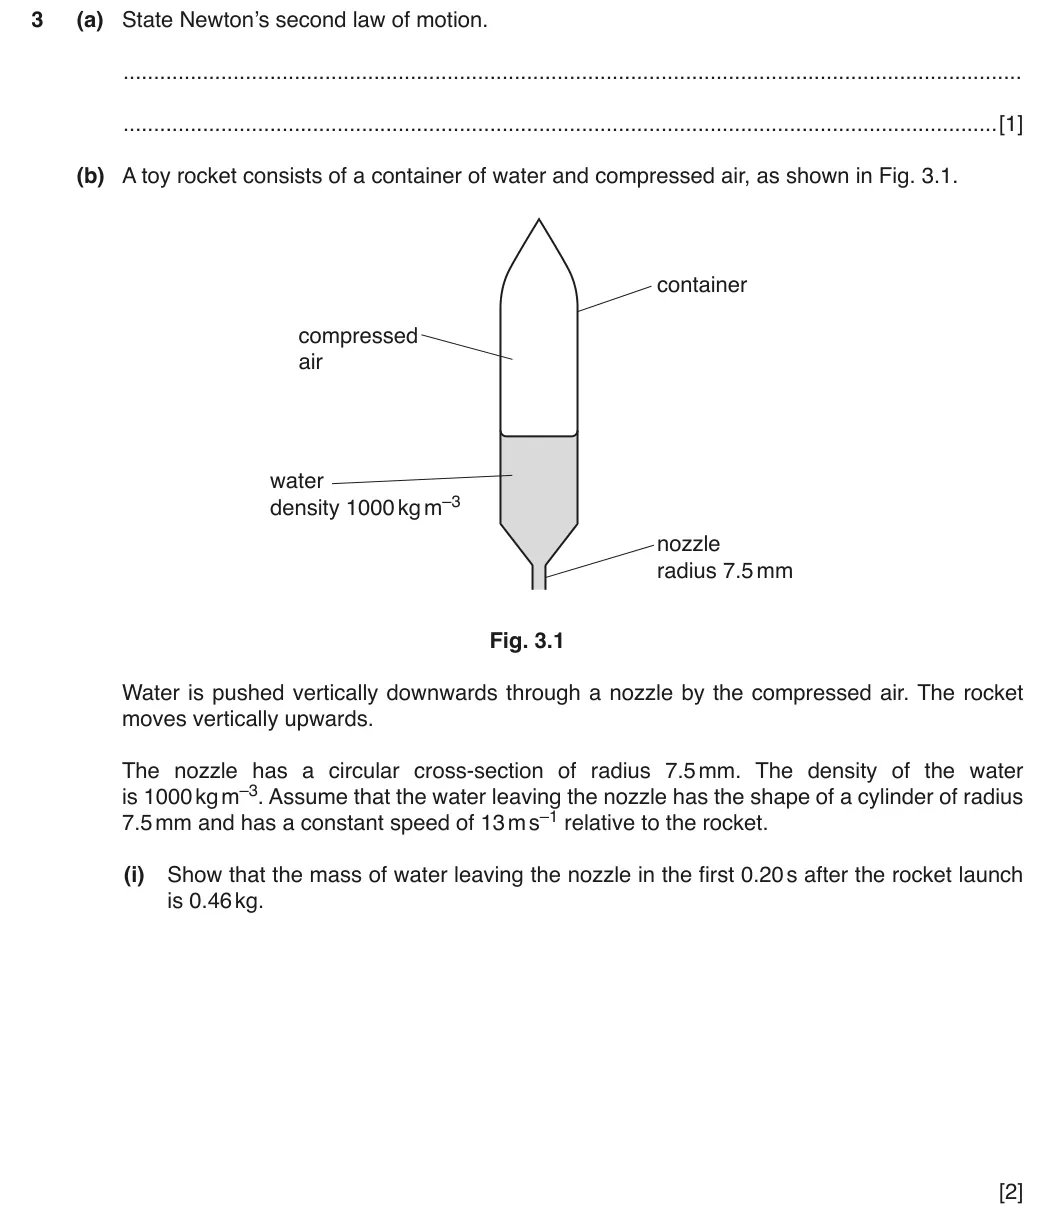 3 (a) State Newton’s second law of motion.
..........................................................................................................................................................
......................................................................................................................................................[1]
(b) A toy rocket consists of a container of water and compressed air, as shown in Fig. 3.1.
container
compressed
air
water
density 1000 kg m⁻³
nozzle
radius 7.5 mm
Fig. 3.1
Water is pushed vertically downwards through a nozzle by the compressed air. The rocket
moves vertically upwards.
The nozzle has a circular cross-section of radius 7.5 mm. The density of the water
is 1000 kg m⁻³. Assume that the water leaving the nozzle has the shape of a cylinder of radius
7.5 mm and has a constant speed of 13 m s⁻¹ relative to the rocket.
(i) Show that the mass of water leaving the nozzle in the first 0.20 s after the rocket launch
is 0.46 kg.
[2]